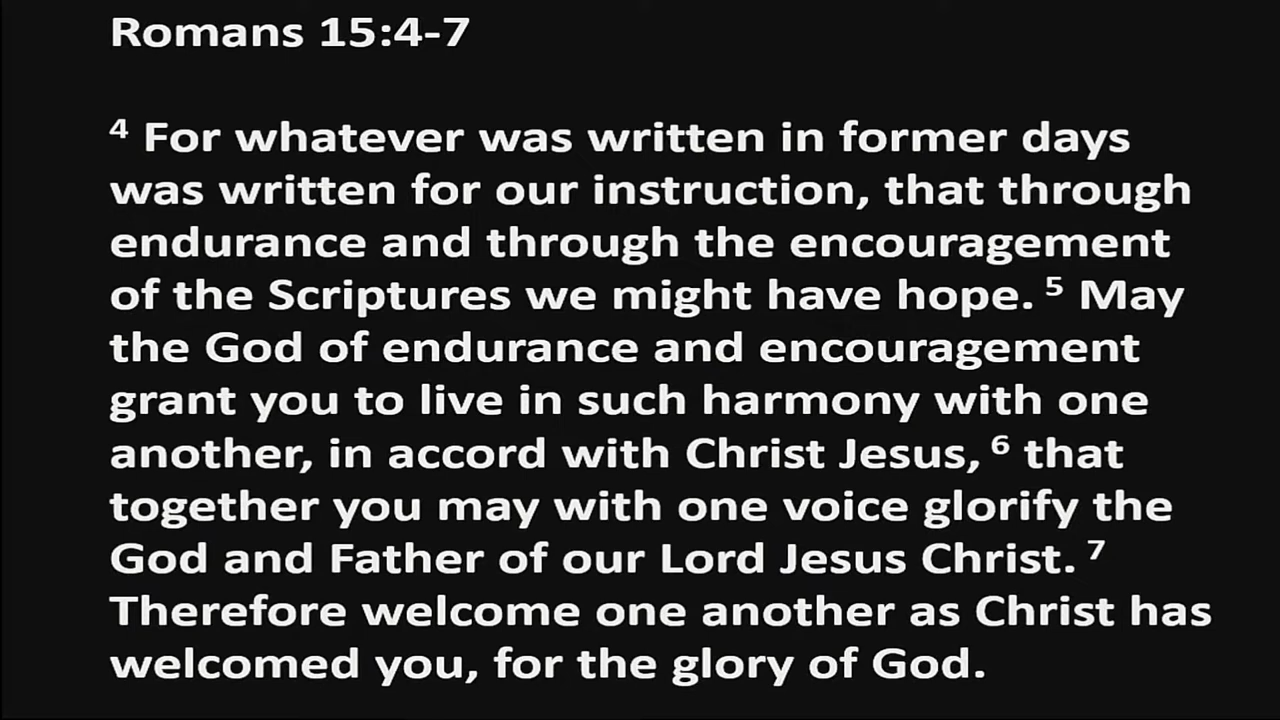 Romans 15:4-7
4 For whatever was written in former days
was written for our instruction, that through
endurance and through the encouragement
of the Scriptures we might have hope. 5 May
the God of endurance and encouragement
grant you to live in such harmony with one
another, in accord with Christ Jesus, 6 that
together you may with one voice glorify the
God and Father of our Lord Jesus Christ. 7
Therefore welcome one another as Christ has
welcomed you, for the glory of God.